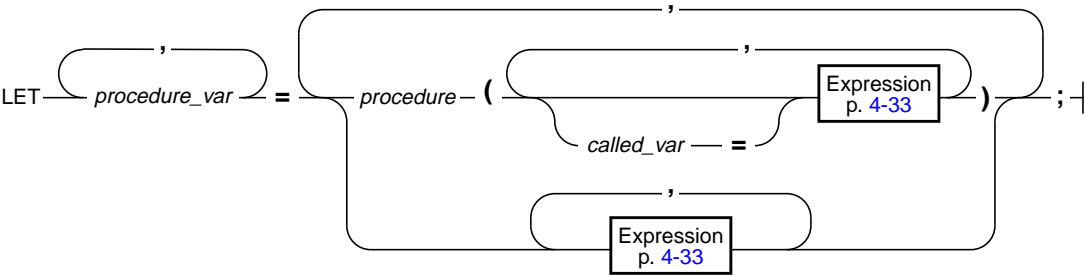 ,
, ,
LET procedure_var = procedure ( Expression p. 4-33 ) ;
called_var =
,
Expression
p. 4-33